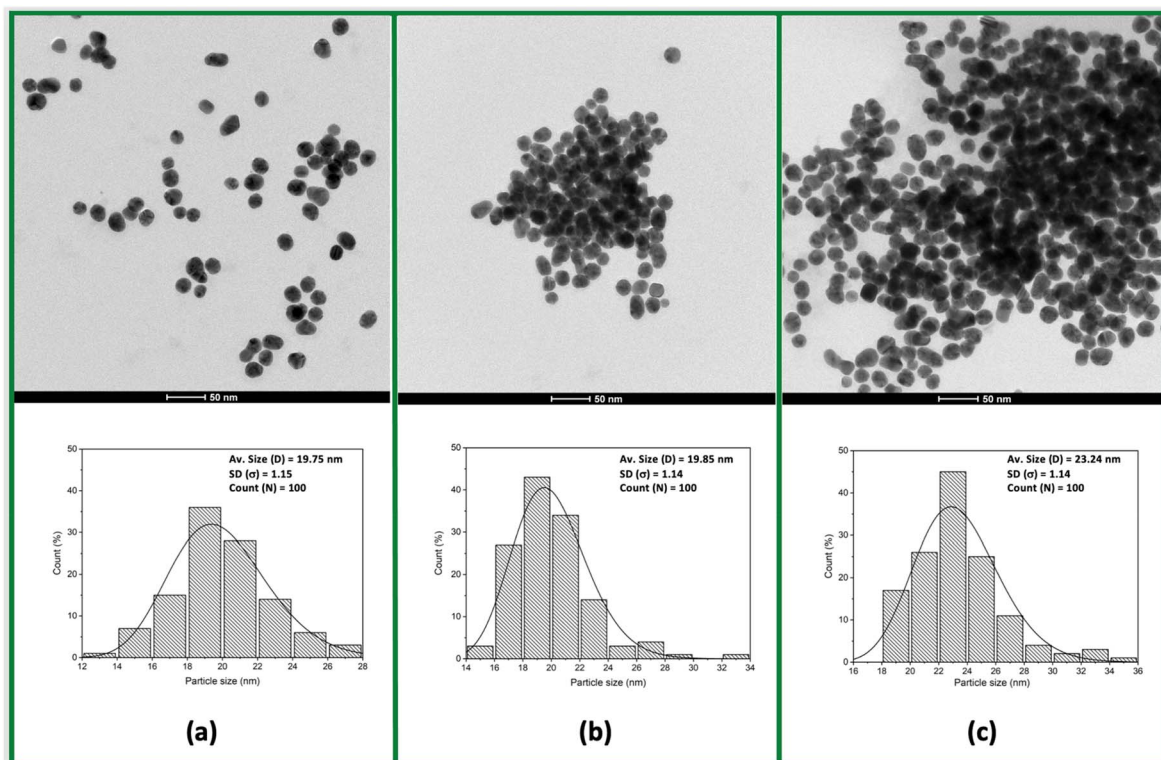 50 nm
50 nm
50 nm
Av. Size (D) = 19.75 nm
SD (σ) = 1.15
Count (N) = 100
Count (%)
50
40
30
20
10
0
12 14 16 18 20 22 24 26 28
Particle size (nm)
(a)
Av. Size (D) = 19.85 nm
SD (σ) = 1.14
Count (N) = 100
Count (%)
50
40
30
20
10
0
14 16 18 20 22 24 26 28 30 32 34
Particle size (nm)
(b)
Av. Size (D) = 23.24 nm
SD (σ) = 1.14
Count (N) = 100
Count (%)
50
40
30
20
10
0
16 18 20 22 24 26 28 30 32 34 36
Particle size (nm)
(c)